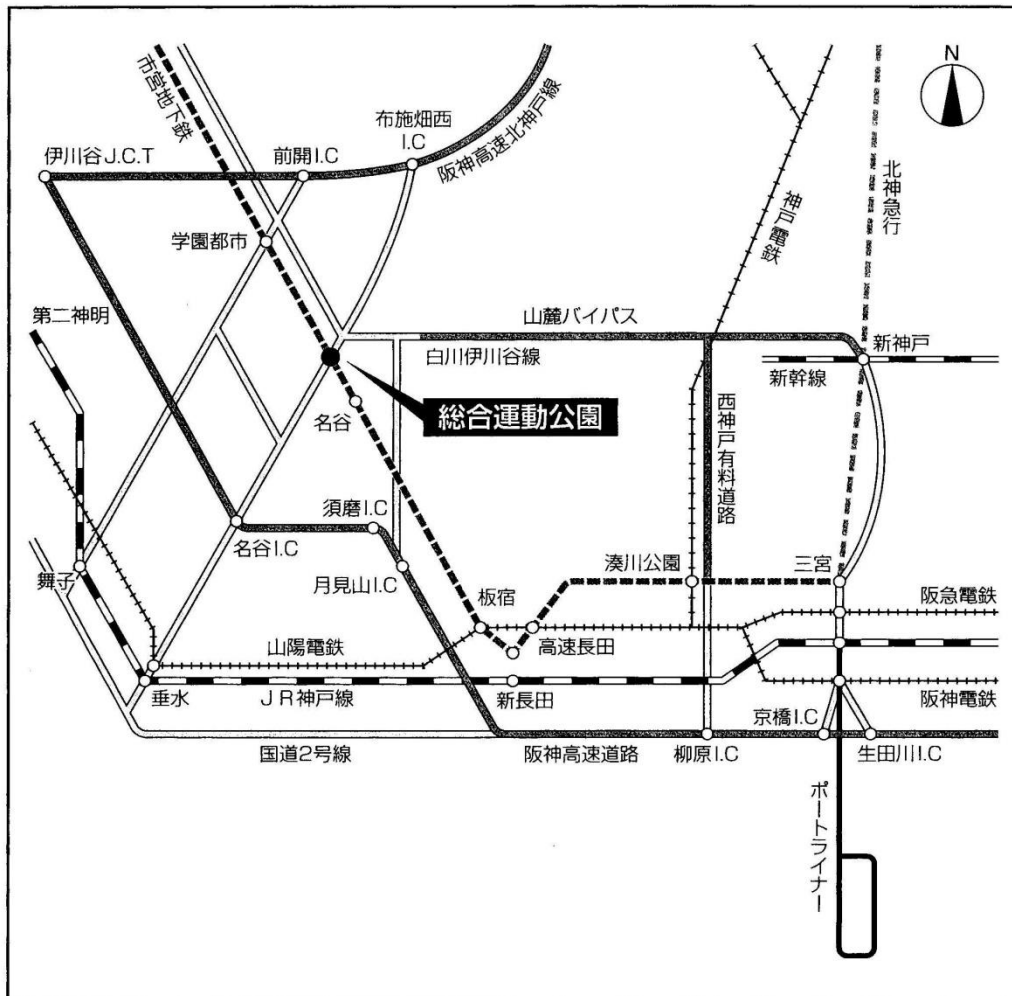 N
市営地下鉄
布施畑西
I.C
阪神高速北神戸線
伊川谷J.C.T
前開I.C
北神急行
神戸電鉄
学園都市
第二神明
山麓バイパス
白川伊川谷線
新神戸
新幹線
総合運動公園
名谷
西神戸有料道路
須磨I.C
名谷I.C
湊川公園
三宮
舞子
月見山I.C
板宿
阪急電鉄
山陽電鉄
高速長田
垂水
JR神戸線
新長田
阪神電鉄
京橋I.C
国道2号線
阪神高速道路
柳原I.C
生田川I.C
ポートライナー